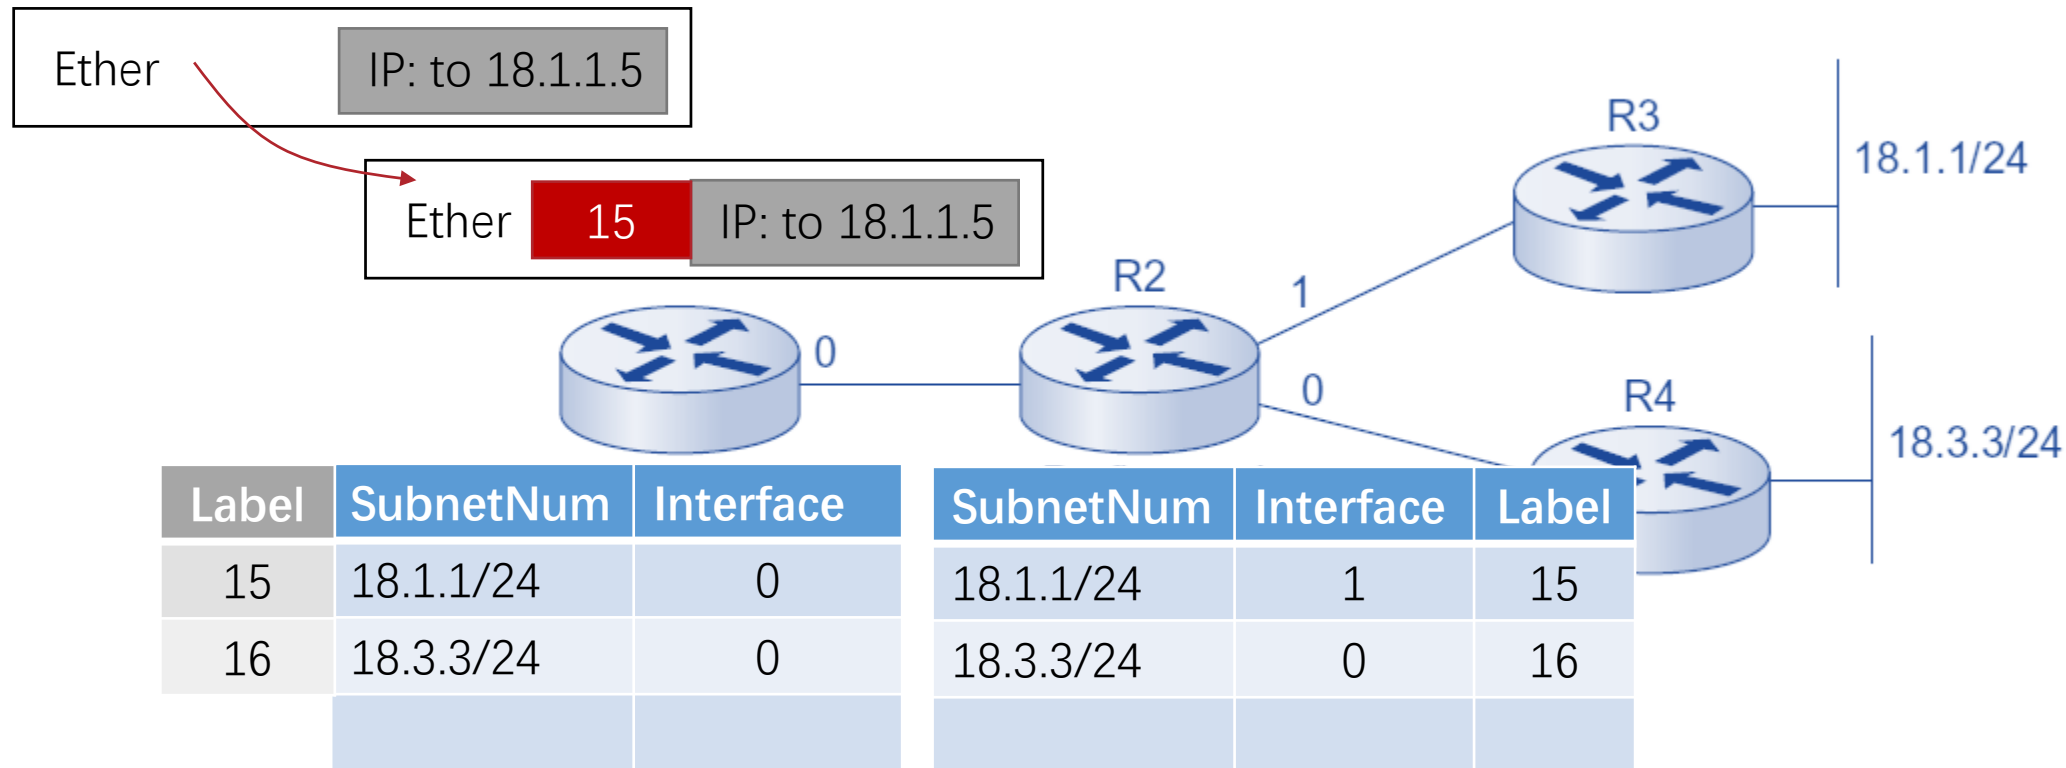 Ether IP: to 18.1.1.5
Ether 15 IP: to 18.1.1.5
R3
18.1.1/24
R2
1
0
0
R4
18.3.3/24
Label SubnetNum Interface
15 18.1.1/24 0
16 18.3.3/24 0
SubnetNum Interface Label
18.1.1/24 1 15
18.3.3/24 0 16